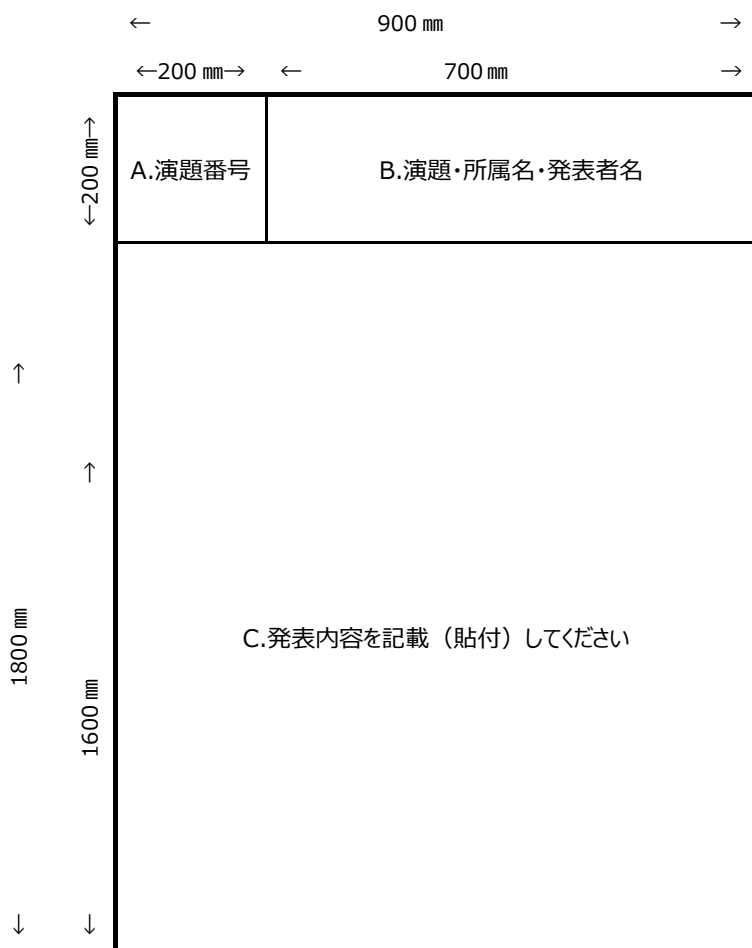 ← 900 ㎜ →
←200 ㎜→ ← 700 ㎜ →
←200 ㎜→
A.演題番号
B.演題・所属名・発表者名
← 1800 ㎜ →
← 1600 ㎜ →
C.発表内容を記載（貼付）してください